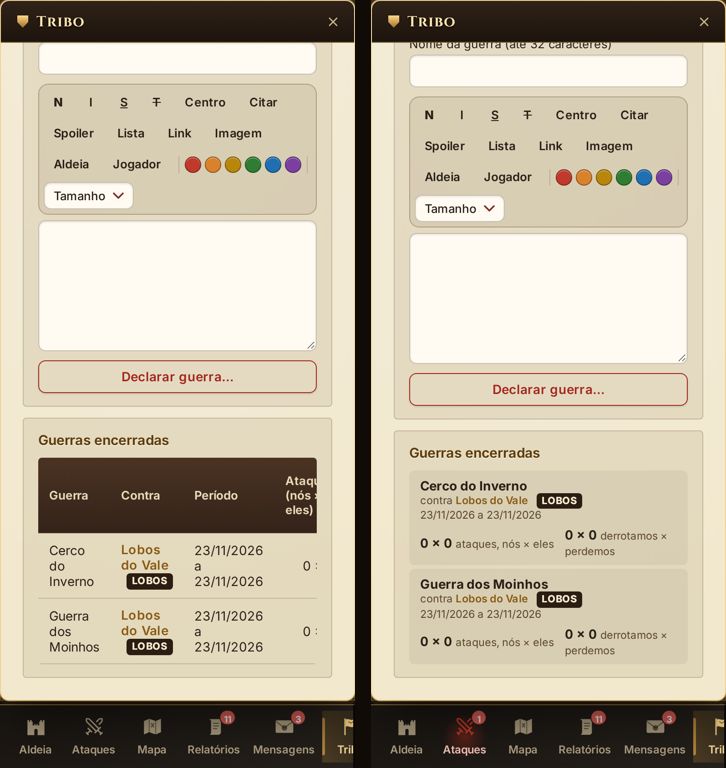 TRIBO
N I S T Centro Citar
Spoiler Lista Link Imagem
Aldeia Jogador
Tamanho
Declarar guerra...
Guerras encerradas
Guerra Contra Período
(nós
eles)
Cerco do Inverno Lobos do Vale LOBOS 23/11/2026 a 23/11/2026 0
Guerra dos Moinhos Lobos do Vale LOBOS 23/11/2026 a 23/11/2026 0
Aldeia Ataques Mapa Relatórios 11 Mensagens 3
TRIBO
Nome da guerra (até 32 caracteres)
N I S T Centro Citar
Spoiler Lista Link Imagem
Aldeia Jogador
Tamanho
Declarar guerra...
Guerras encerradas
Cerco do Inverno
contra Lobos do Vale LOBOS
23/11/2026 a 23/11/2026
0 × 0 ataques, nós × eles 0 × 0 derrotamos ×
perdemos
Guerra dos Moinhos
contra Lobos do Vale LOBOS
23/11/2026 a 23/11/2026
0 × 0 ataques, nós × eles 0 × 0 derrotamos ×
perdemos
Aldeia Ataques 1 Mapa Relatórios 11 Mensagens 3